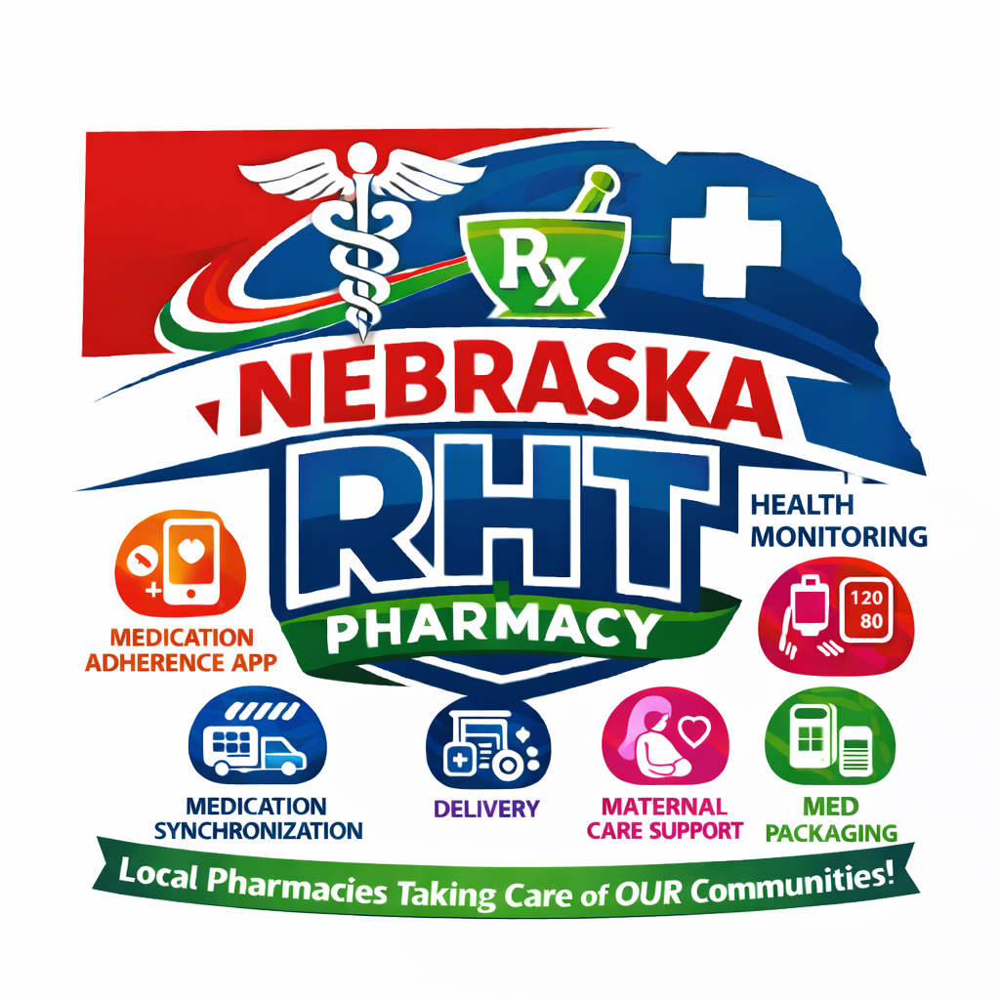 Rx
NEBRASKA
RHT
PHARMACY
HEALTH
MONITORING
120
80
MEDICATION
ADHERENCE APP
MEDICATION
SYNCHRONIZATION
DELIVERY
MATERNAL
CARE SUPPORT
MED
PACKAGING
Local Pharmacies Taking Care of OUR Communities!